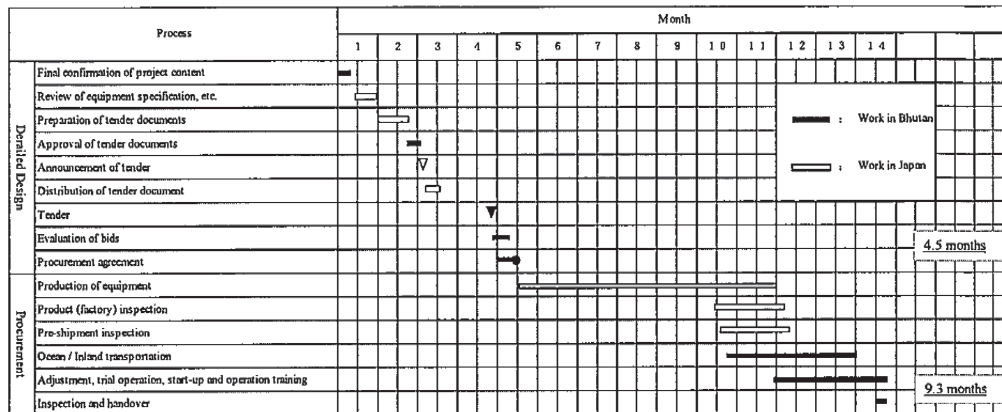 Process
Month
1 2 3 4 5 6 7 8 9 10 11 12 13 14
Derailed Design
Final confirmation of project content
Review of equipment specification, etc.
Preparation of tender documents
Approval of tender documents
Announcement of tender
Distribution of tender document
Tender
Evaluation of bids
Procurement agreement
: Work in Bhutan
: Work in Japan
4.5 months
Procurement
Production of equipment
Product (factory) inspection
Pre-shipment inspection
Ocean / Inland transportation
Adjustment, trial operation, start-up and operation training
Inspection and handover
9.3 months